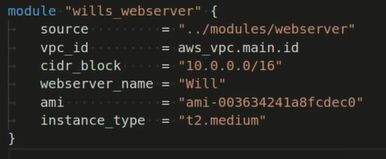 module "wills_webserver" {
    source         = "../modules/webserver"
    vpc_id         = aws_vpc.main.id
    cidr_block     = "10.0.0.0/16"
    webserver_name = "Will"
    ami            = "ami-003634241a8fcdec0"
    instance_type  = "t2.medium"
}